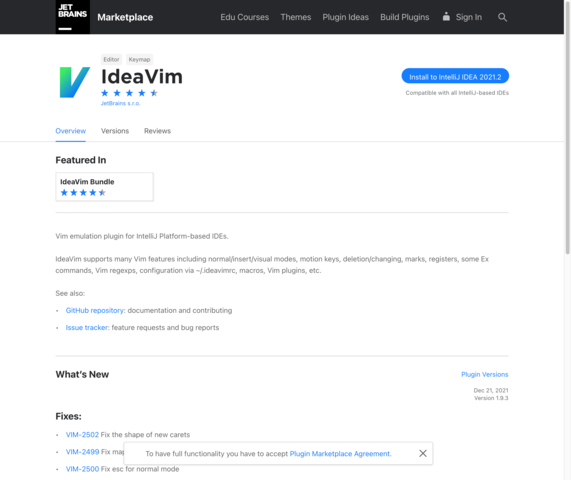 JET
BRAINS
Marketplace
Edu Courses
Themes
Plugin Ideas
Build Plugins
Sign In
Editor
Keymap
IdeaVim
JetBrains s.r.o.
Install to IntelliJ IDEA 2021.2
Compatible with all IntelliJ-based IDEs
Overview
Versions
Reviews
Featured In
IdeaVim Bundle
Vim emulation plugin for IntelliJ Platform-based IDEs.
IdeaVim supports many Vim features including normal/insert/visual modes, motion keys, deletion/changing, marks, registers, some Ex
commands, Vim regexps, configuration via ~/.ideavimrc, macros, Vim plugins, etc.
See also:
• GitHub repository: documentation and contributing
• Issue tracker: feature requests and bug reports
What's New
Plugin Versions
Dec 21, 2021
Version 1.9.3
Fixes:
• VIM-2502 Fix the shape of new carets
• VIM-2499 Fix
To have full functionality you have to accept Plugin Marketplace Agreement.
• VIM-2500 Fix esc for normal mode